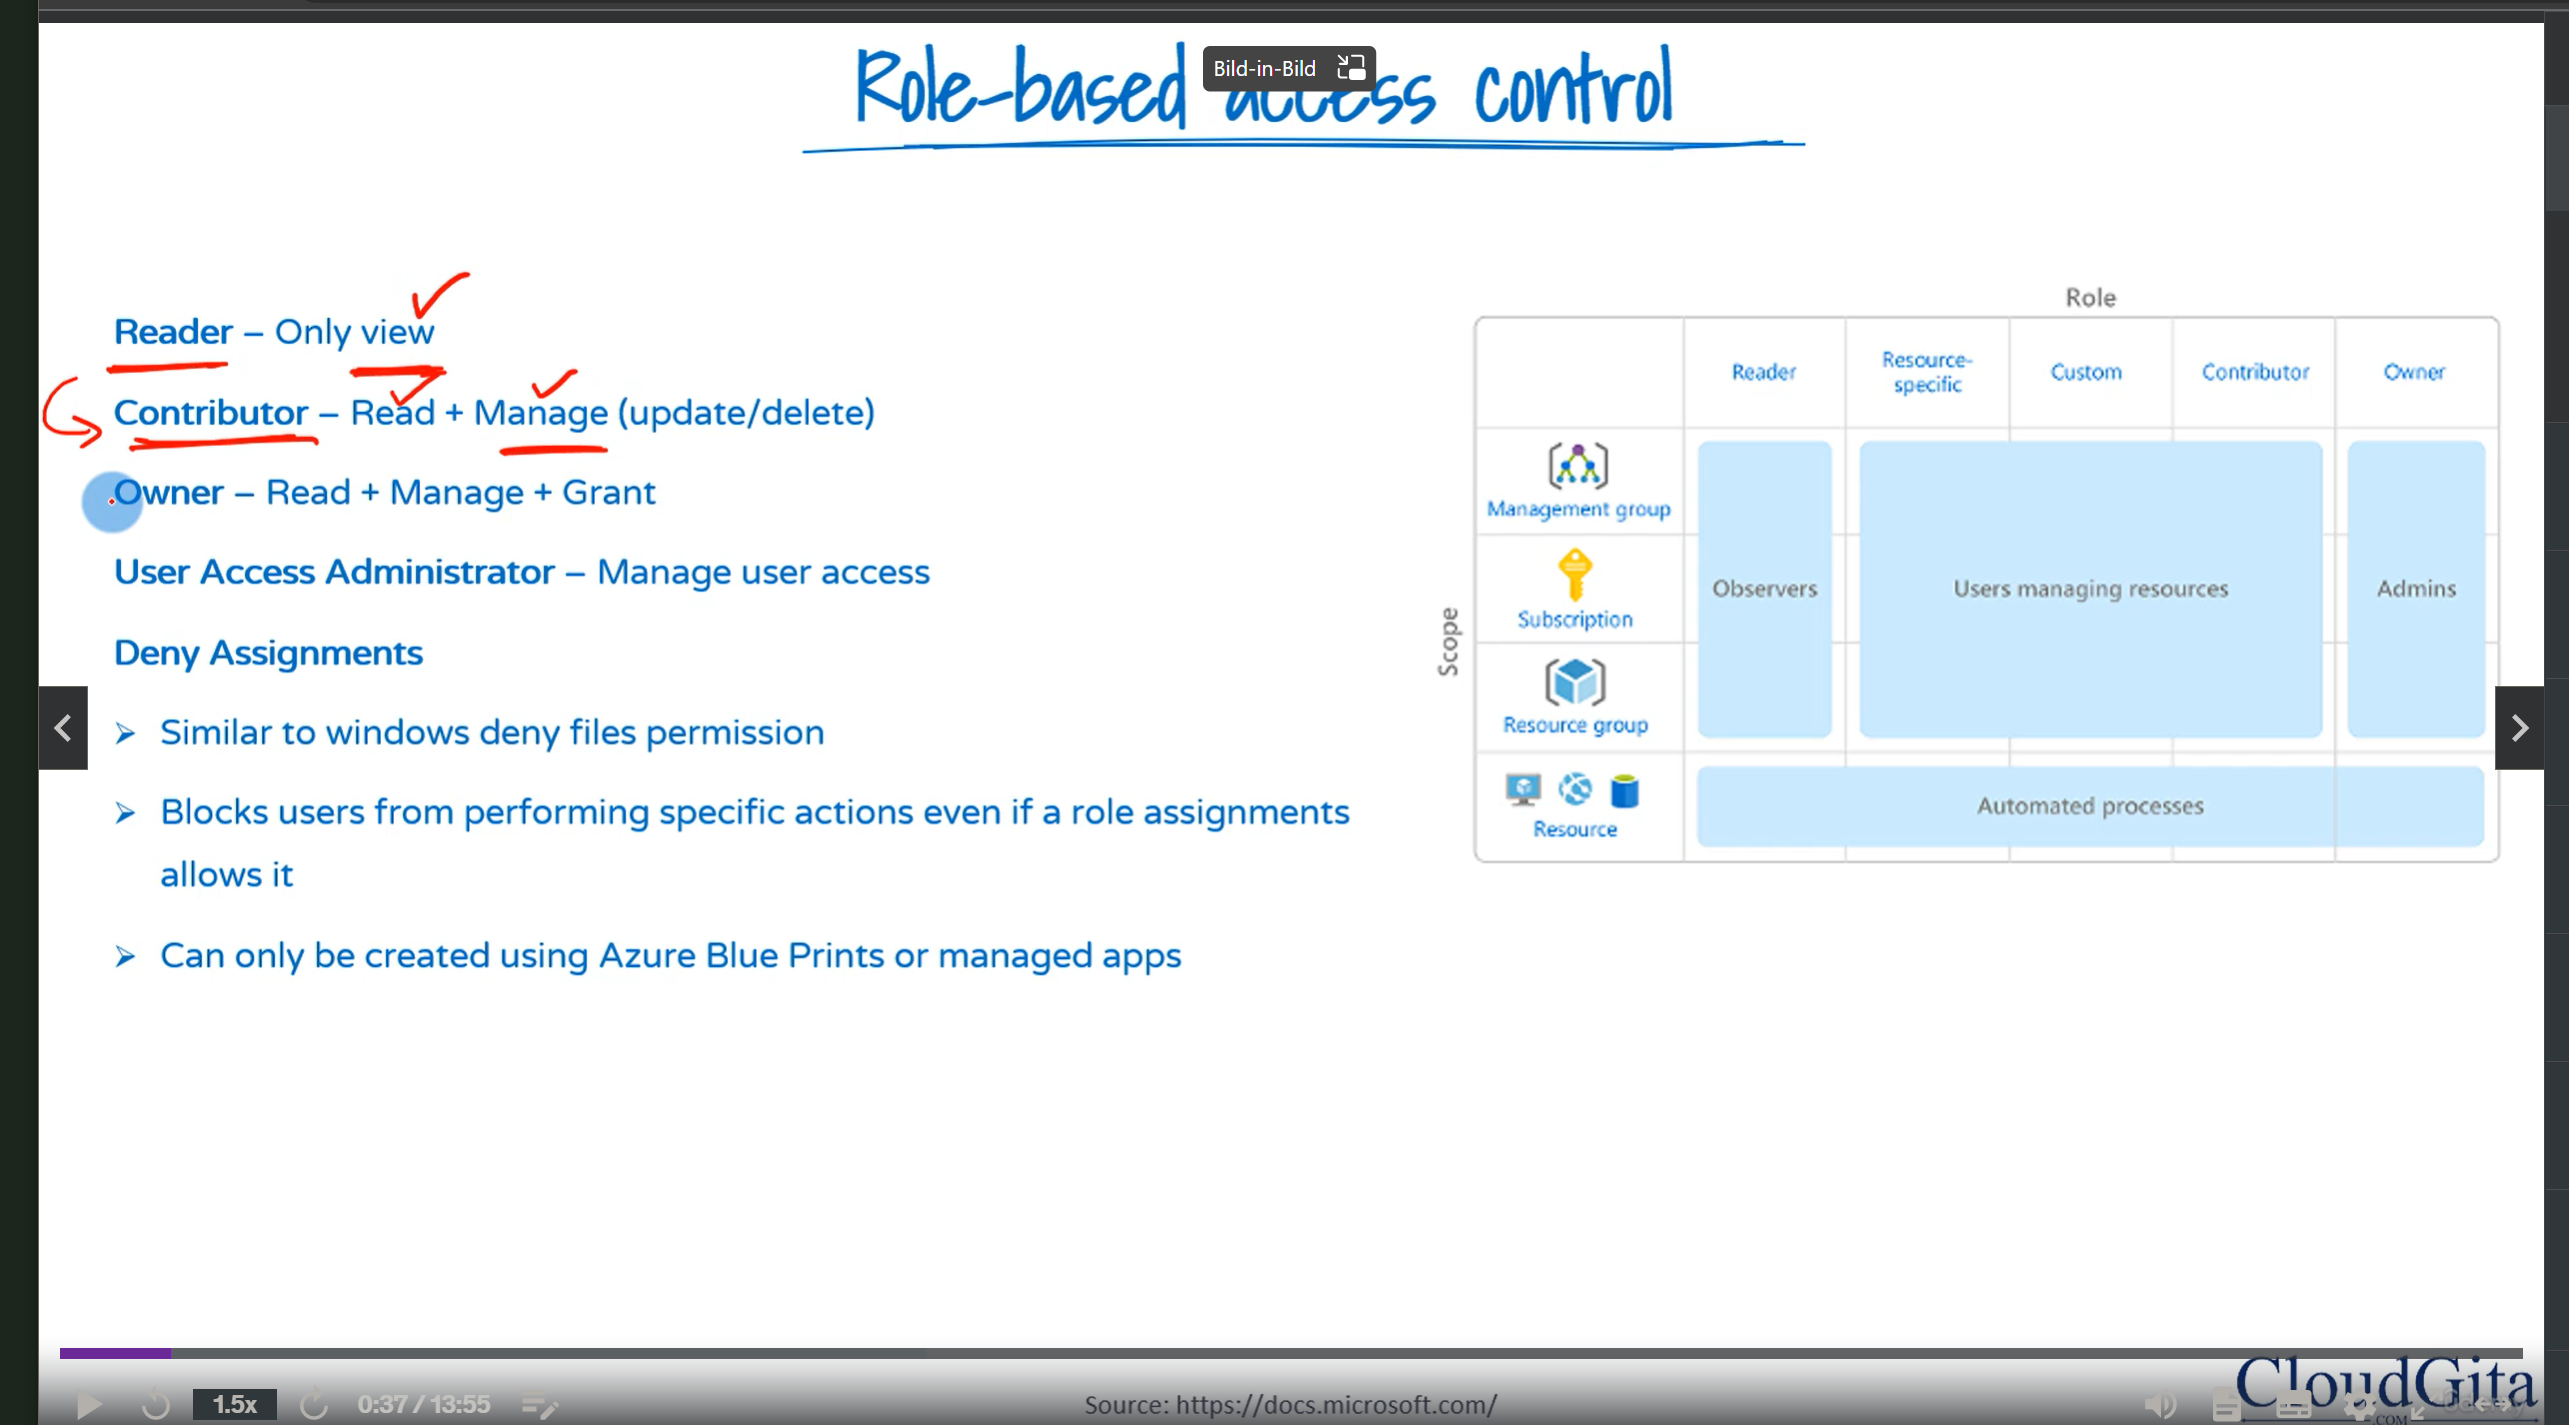 Role-based access control
Bild-in-Bild
Reader – Only view
Contributor – Read + Manage (update/delete)
Owner – Read + Manage + Grant
User Access Administrator – Manage user access
Deny Assignments
Similar to windows deny files permission
Blocks users from performing specific actions even if a role assignments
allows it
Can only be created using Azure Blue Prints or managed apps
Role
Reader
Resource-
specific
Custom
Contributor
Owner
Scope
Management group
Subscription
Resource group
Resource
Observers
Users managing resources
Admins
Automated processes
1.5x
0:37 / 13:55
Source: https://docs.microsoft.com/
CloudGita
.COM